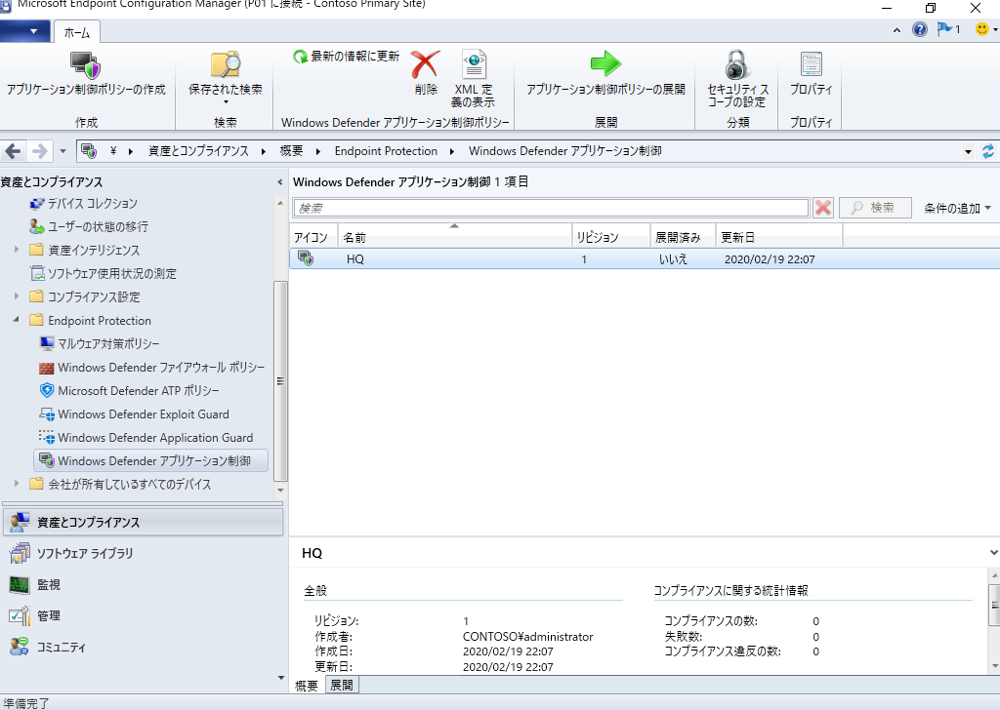 Microsoft Endpoint Configuration Manager (P01 に接続 - Contoso Primary Site)
ホーム
1
アプリケーション制御ポリシーの作成
作成
保存された検索
検索
最新の情報に更新
削除
XML 定
義の表示
Windows Defender アプリケーション制御ポリシー
アプリケーション制御ポリシーの展開
展開
セキュリティ ス
コープの設定
分類
プロパティ
プロパティ
¥ 資産とコンプライアンス 概要 Endpoint Protection Windows Defender アプリケーション制御
資産とコンプライアンス
デバイス コレクション
ユーザーの状態の移行
資産インテリジェンス
ソフトウェア使用状況の測定
コンプライアンス設定
Endpoint Protection
マルウェア対策ポリシー
Windows Defender ファイアウォール ポリシー
Microsoft Defender ATP ポリシー
Windows Defender Exploit Guard
Windows Defender Application Guard
Windows Defender アプリケーション制御
会社が所有しているすべてのデバイス
資産とコンプライアンス
ソフトウェア ライブラリ
監視
管理
コミュニティ
Windows Defender アプリケーション制御 1 項目
検索
検索
条件の追加
アイコン 名前 リビジョン 展開済み 更新日
HQ 1 いいえ 2020/02/19 22:07
HQ
全般
リビジョン: 1
作成者: CONTOSO¥administrator
作成日: 2020/02/19 22:07
更新日: 2020/02/19 22:07
コンプライアンスに関する統計情報
コンプライアンスの数: 0
失敗数: 0
コンプライアンス違反の数: 0
概要 展開
準備完了